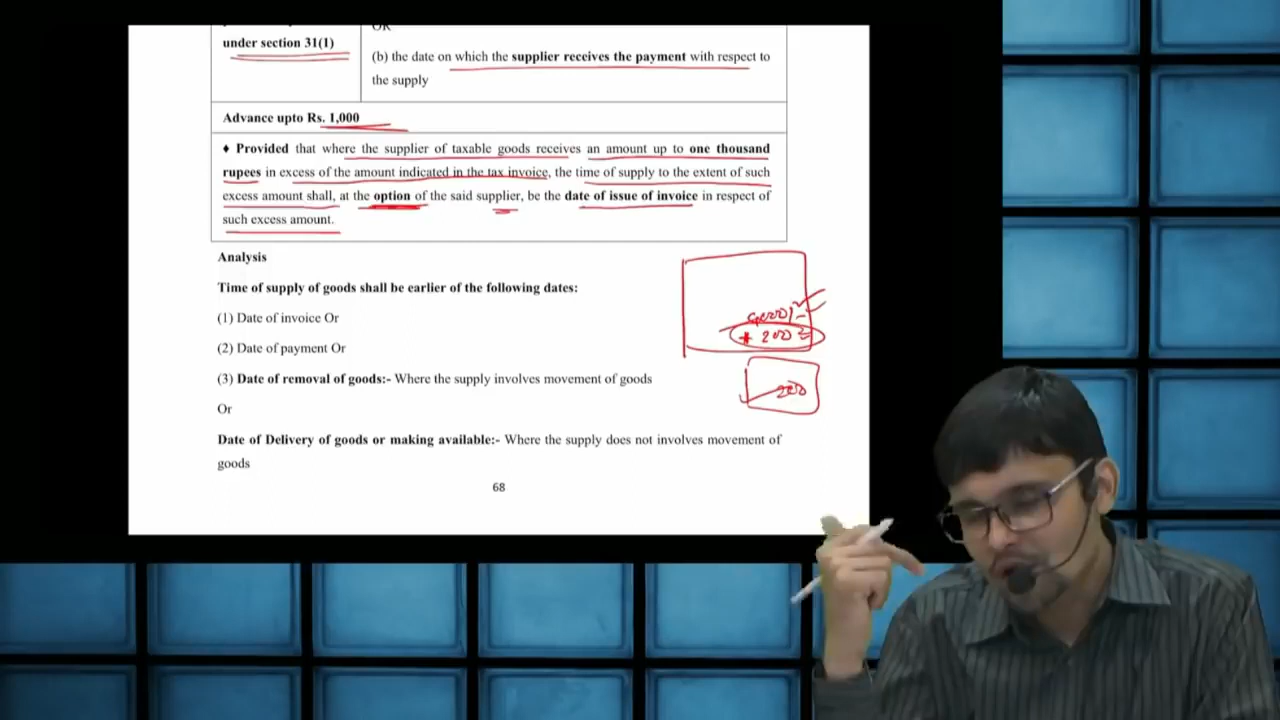 under section 31(1)
OR
(b) the date on which the supplier receives the payment with respect to
the supply
Advance upto Rs. 1,000
♦ Provided that where the supplier of taxable goods receives an amount up to one thousand
rupees in excess of the amount indicated in the tax invoice, the time of supply to the extent of such
excess amount shall, at the option of the said supplier, be the date of issue of invoice in respect of
such excess amount.
Analysis
Time of supply of goods shall be earlier of the following dates:
(1) Date of invoice Or
(2) Date of payment Or
+ 200
(3) Date of removal of goods:- Where the supply involves movement of goods
200
Or
Date of Delivery of goods or making available:- Where the supply does not involves movement of
goods
68